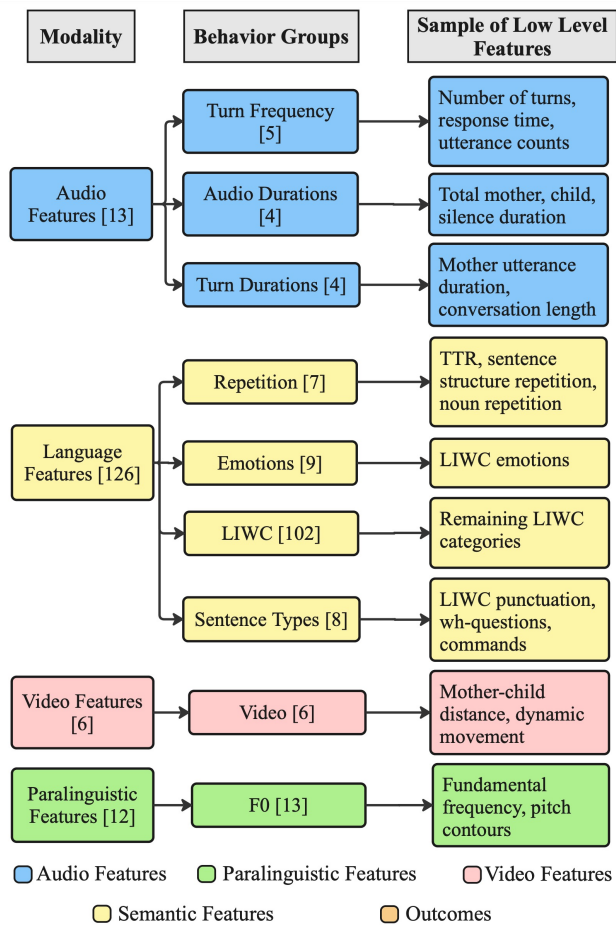 Modality
Behavior Groups
Sample of Low Level
Features
Audio
Features [13]
Turn Frequency
[5]
Number of turns,
response time,
utterance counts
Audio Durations
[4]
Total mother, child,
silence duration
Turn Durations [4]
Mother utterance
duration,
conversation length
Language
Features [126]
Repetition [7]
TTR, sentence
structure repetition,
noun repetition
Emotions [9]
LIWC emotions
LIWC [102]
Remaining LIWC
categories
Sentence Types [8]
LIWC punctuation,
wh-questions,
commands
Video Features
[6]
Video [6]
Mother-child
distance, dynamic
movement
Paralinguistic
Features [12]
F0 [13]
Fundamental
frequency, pitch
contours
Audio Features
Paralinguistic Features
Video Features
Semantic Features
Outcomes